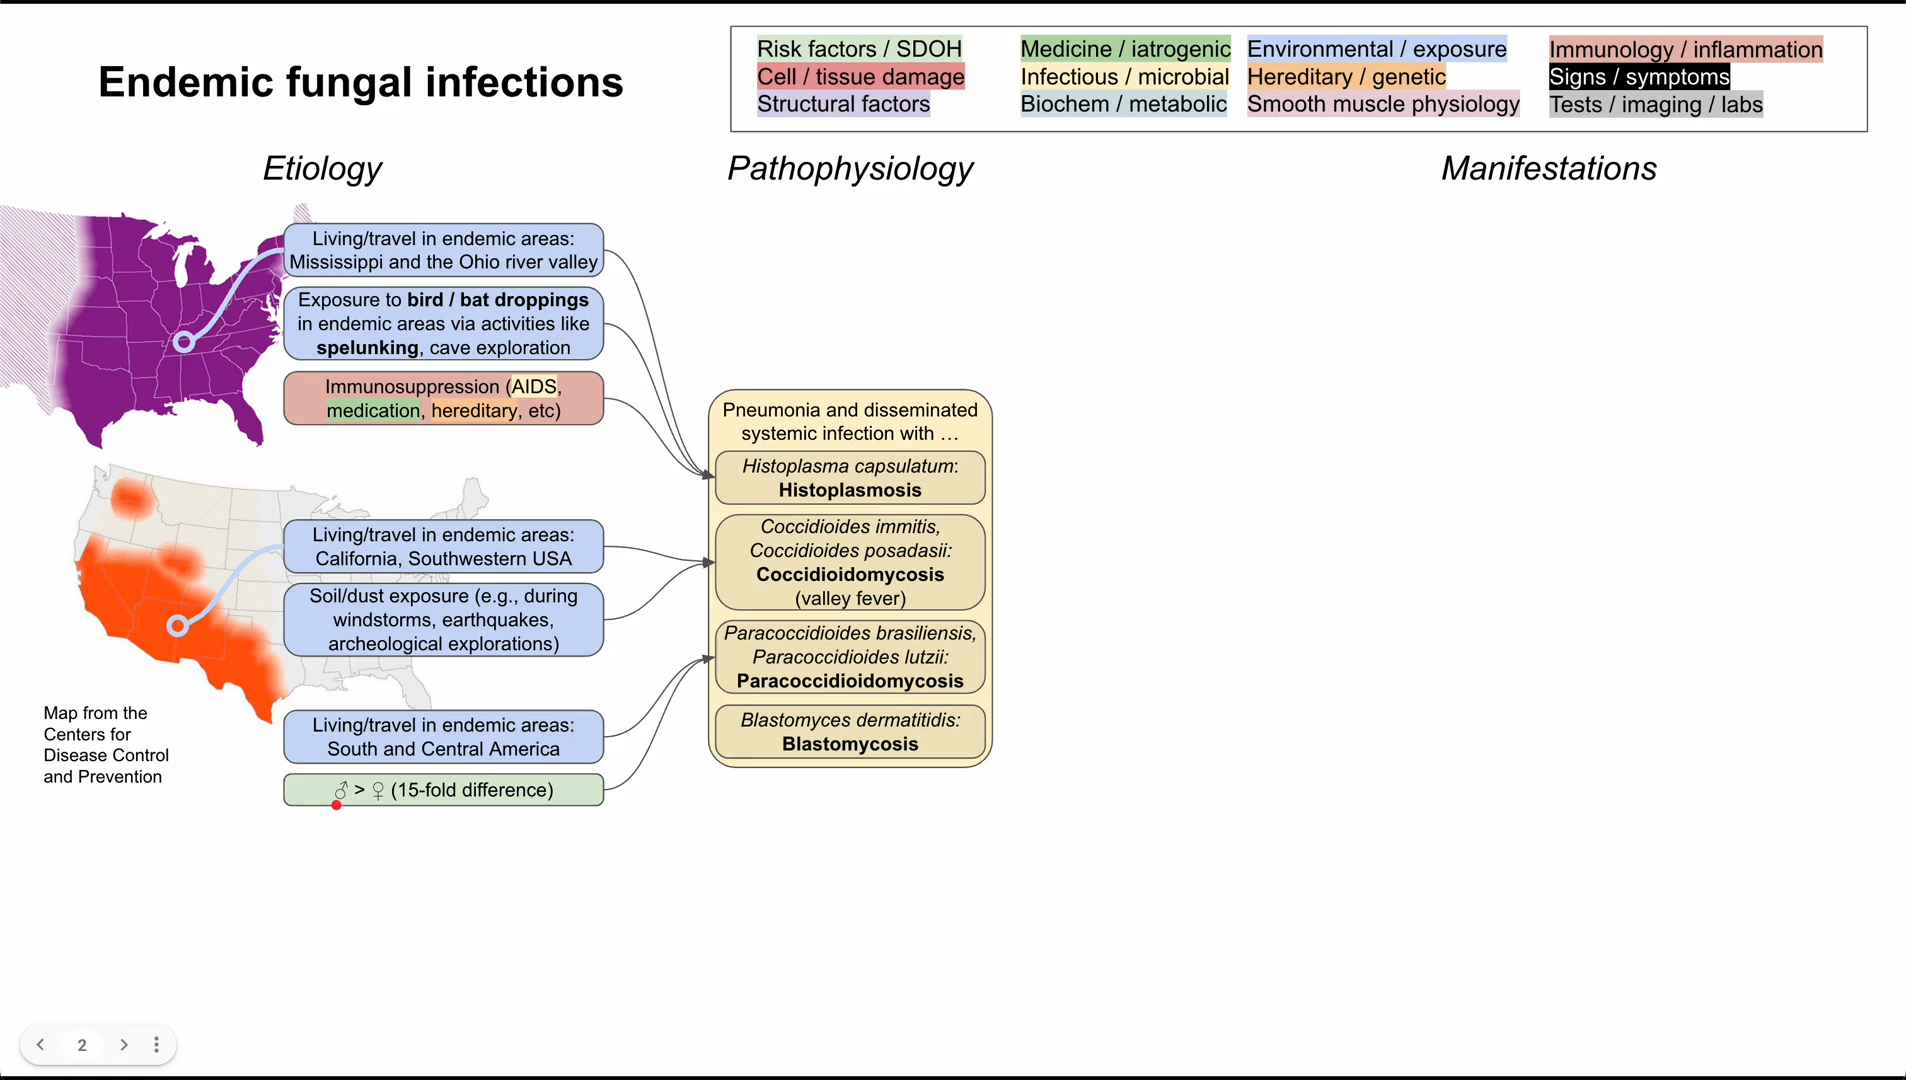 Endemic fungal infections
Risk factors / SDOH
Cell / tissue damage
Structural factors
Medicine / iatrogenic
Infectious / microbial
Biochem / metabolic
Environmental / exposure
Hereditary / genetic
Smooth muscle physiology
Immunology / inflammation
Signs / symptoms
Tests / imaging / labs
Etiology
Pathophysiology
Manifestations
Living/travel in endemic areas:
Mississippi and the Ohio river valley
Exposure to bird / bat droppings
in endemic areas via activities like
spelunking, cave exploration
Immunosuppression (AIDS,
medication, hereditary, etc)
Living/travel in endemic areas:
California, Southwestern USA
Soil/dust exposure (e.g., during
windstorms, earthquakes,
archeological explorations)
Map from the
Centers for
Disease Control
and Prevention
Living/travel in endemic areas:
South and Central America
♂ > ♀ (15-fold difference)
Pneumonia and disseminated
systemic infection with …
Histoplasma capsulatum:
Histoplasmosis
Coccidioides immitis,
Coccidioides posadasii:
Coccidioidomycosis
(valley fever)
Paracoccidioides brasiliensis,
Paracoccidioides lutzii:
Paracoccidioidomycosis
Blastomyces dermatitidis:
Blastomycosis
2